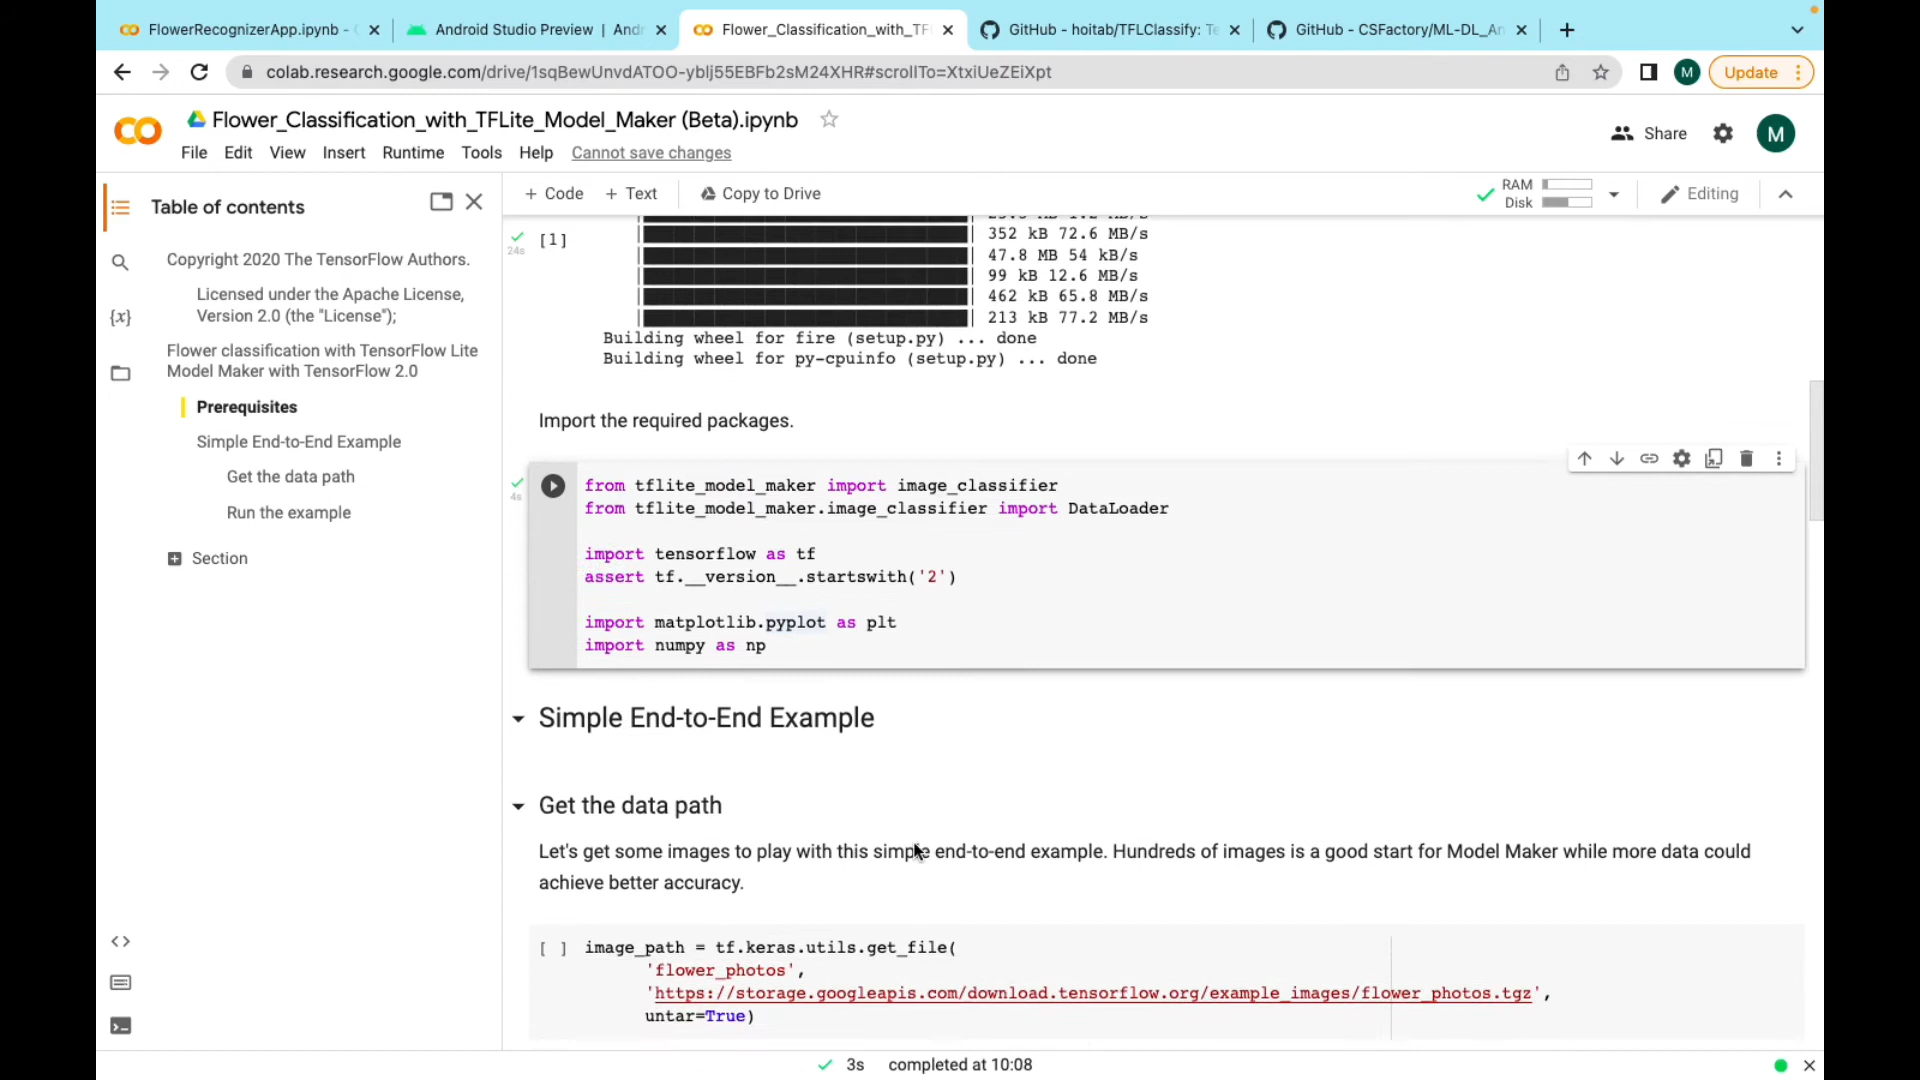 FlowerRecognizerApp.ipynb -
Android Studio Preview | And
Flower_Classification_with_TF
GitHub - hoitab/TFLClassify: Te
GitHub - CSFactory/ML-DL_An
colab.research.google.com/drive/1sqBewUnvdATOO-yblj55EBFb2sM24XHR#scrollTo=XtxiUeZEiXpt
M
Update
Flower_Classification_with_TFLite_Model_Maker (Beta).ipynb
Share
M
File Edit View Insert Runtime Tools Help Cannot save changes
Table of contents
+ Code + Text Copy to Drive
RAM
Disk
Editing
Copyright 2020 The TensorFlow Authors.
Licensed under the Apache License,
Version 2.0 (the "License");
Flower classification with TensorFlow Lite
Model Maker with TensorFlow 2.0
Prerequisites
Simple End-to-End Example
Get the data path
Run the example
Section
{x}
24s
[1]
352 kB 72.6 MB/s
47.8 MB 54 kB/s
99 kB 12.6 MB/s
462 kB 65.8 MB/s
213 kB 77.2 MB/s
Building wheel for fire (setup.py) ... done
Building wheel for py-cpuinfo (setup.py) ... done
Import the required packages.
4s
from tflite_model_maker import image_classifier
from tflite_model_maker.image_classifier import DataLoader
import tensorflow as tf
assert tf.__version__.startswith('2')
import matplotlib.pyplot as plt
import numpy as np
Simple End-to-End Example
Get the data path
Let's get some images to play with this simple end-to-end example. Hundreds of images is a good start for Model Maker while more data could
achieve better accuracy.
[ ] image_path = tf.keras.utils.get_file(
'flower_photos',
'https://storage.googleapis.com/download.tensorflow.org/example_images/flower_photos.tgz',
untar=True)
3s completed at 10:08